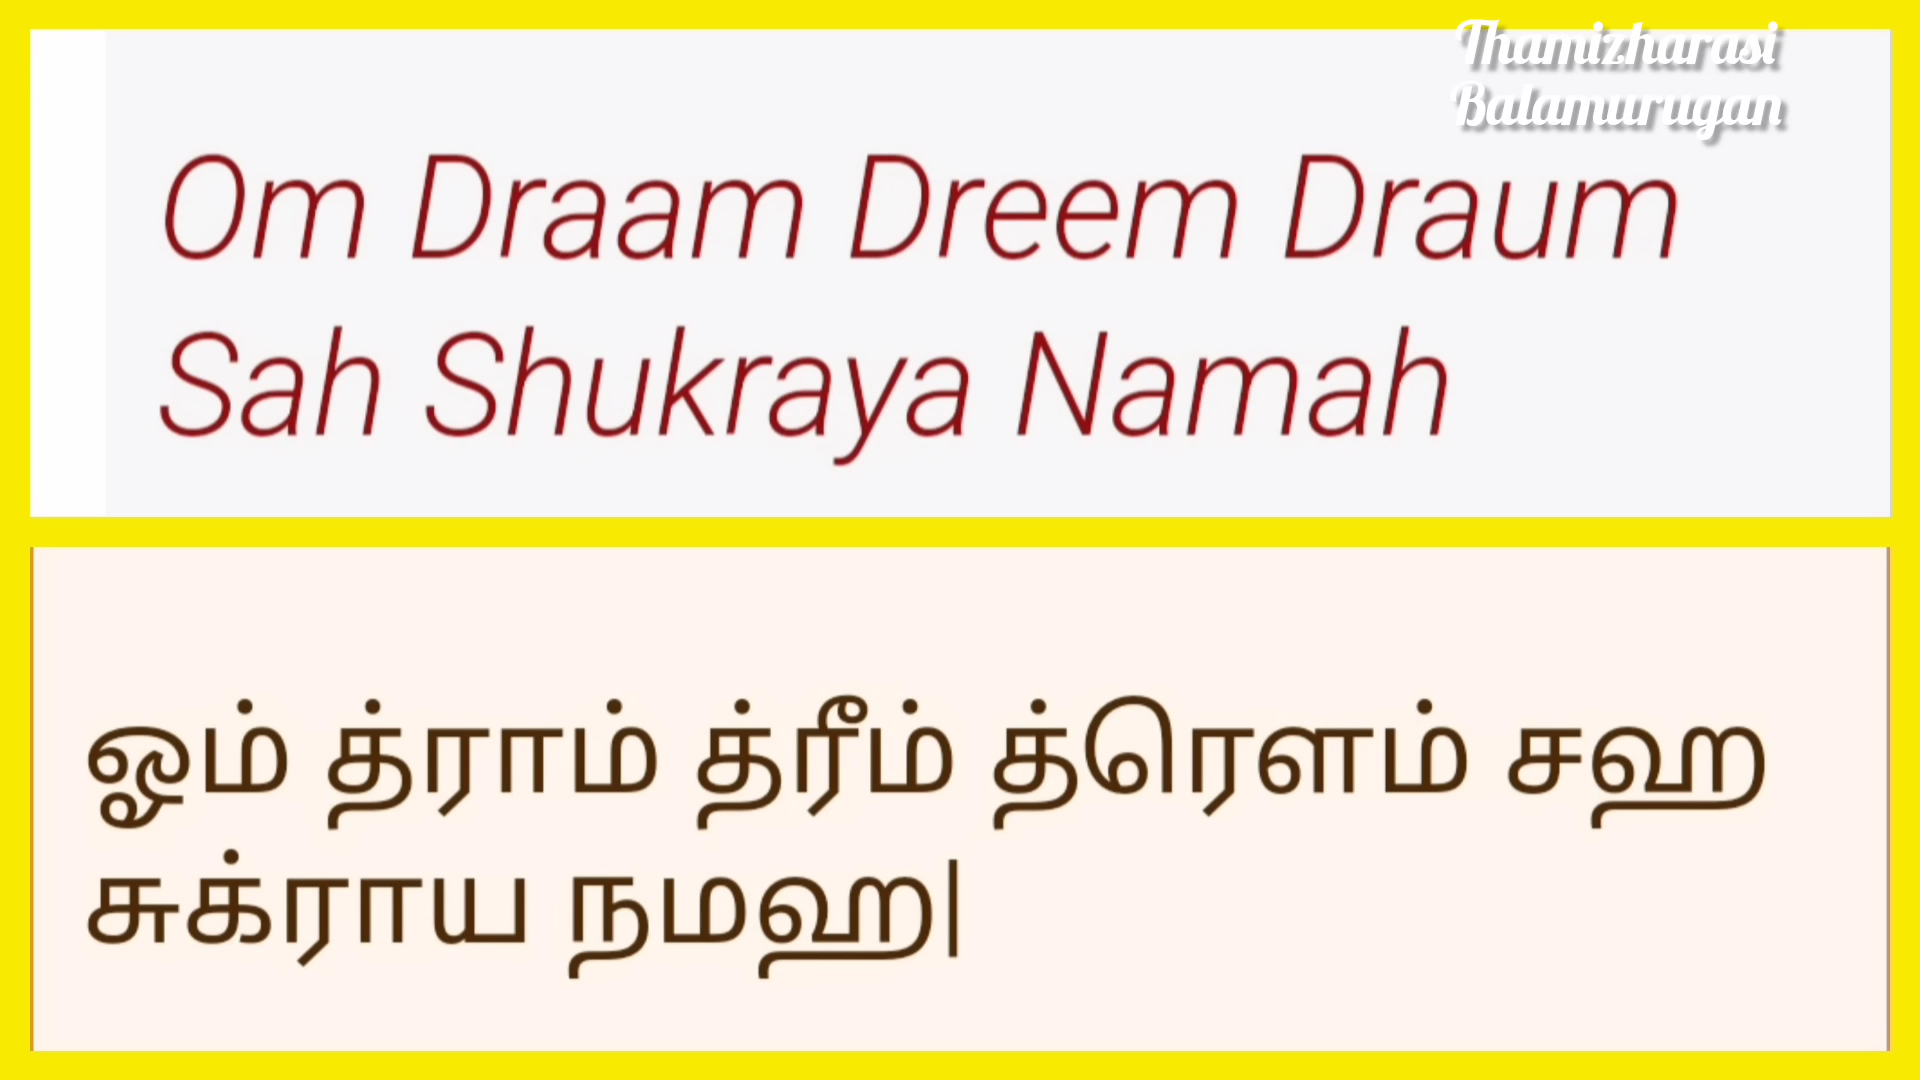 Thamizharasi
Balamurugan
Om Draam Dreem Draum
Sah Shukraya Namah
ஓம் த்ராம் த்ரீம் த்ரௌம் சஹ
சுக்ராய நமஹ|